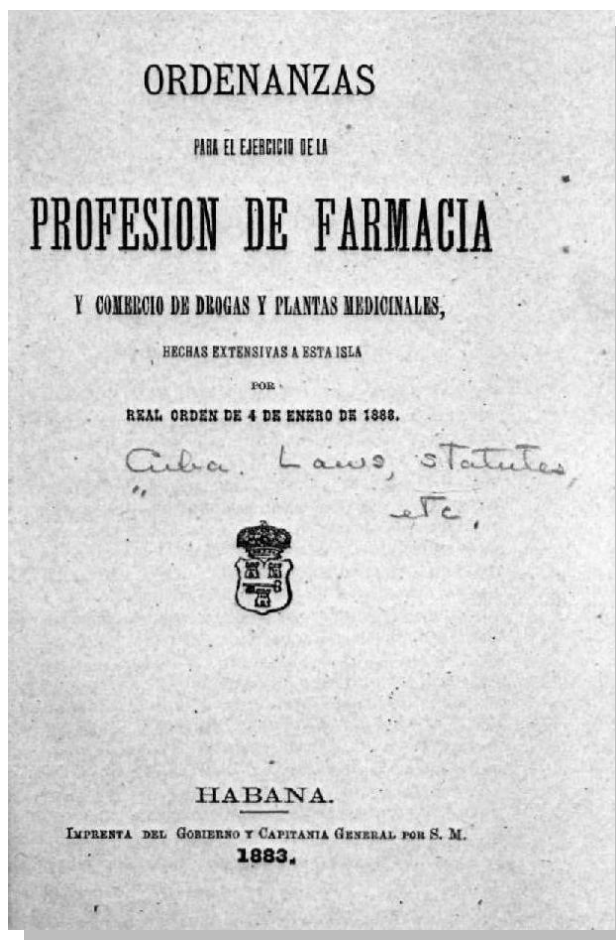 ORDENANZAS
PARA EL EJERCICIO DE LA
PROFESION DE FARMACIA
Y COMERCIO DE DROGAS Y PLANTAS MEDICINALES,
HECHAS EXTENSIVAS A ESTA ISLA
POR
REAL ORDEN DE 4 DE ENERO DE 1883.
Cuba. Laws, statutes,
etc.
HABANA.
IMPRENTA DEL GOBIERNO Y CAPITANIA GENERAL POR S. M.
1883.